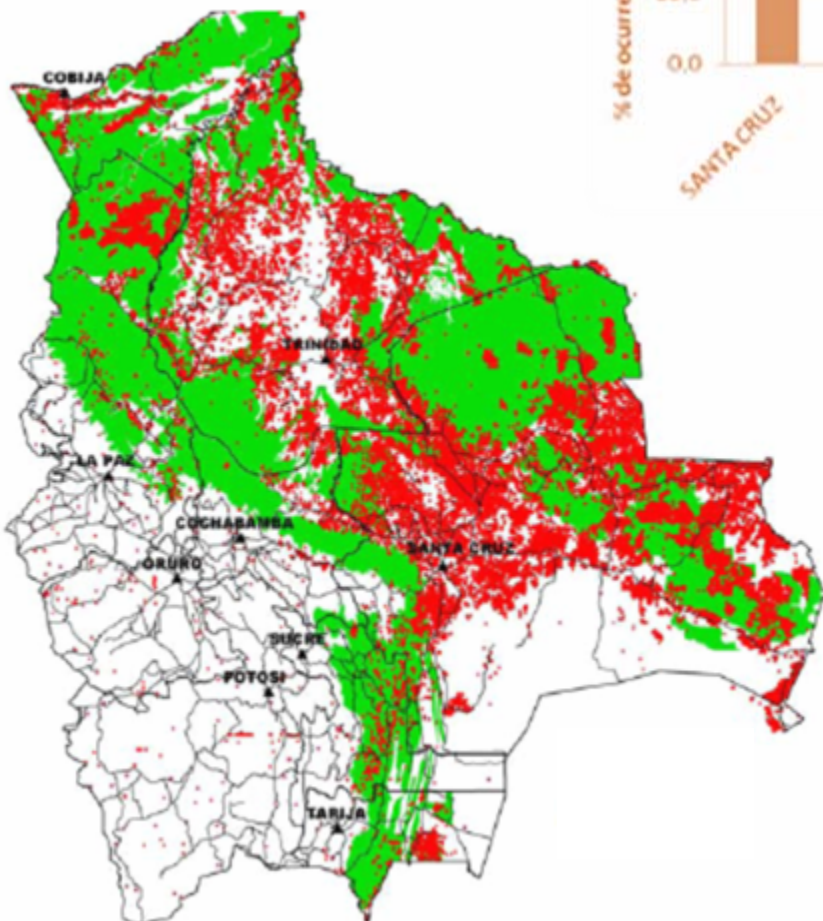 % de ocurre
0,0
SANTA CRUZ
COBIJA
TRINIDAD
LA PAZ
COCHABAMBA
SANTA CRUZ
ORURO
SUCRE
POTOSI
TARIJA